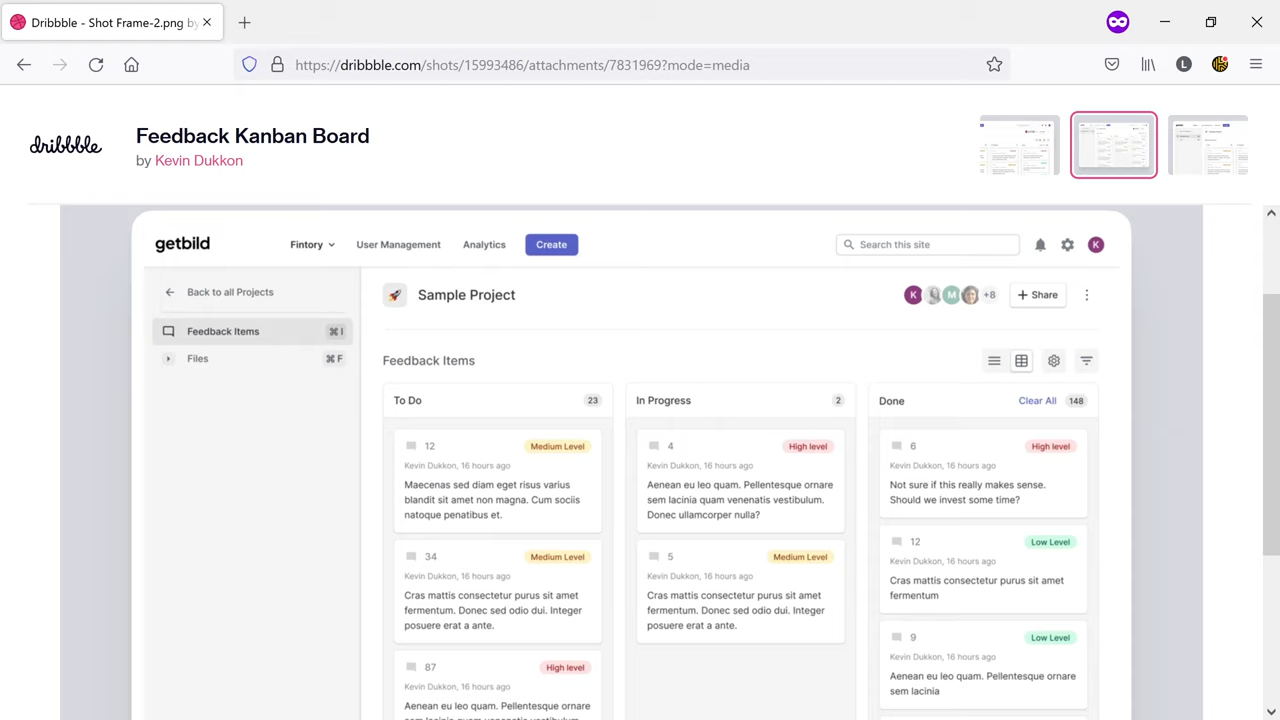 Dribbble - Shot Frame-2.png by
https://dribbble.com/shots/15993486/attachments/7831969?mode=media
L
dribbble
Feedback Kanban Board
by Kevin Dukkon
getbild
Fintory
User Management
Analytics
Create
Search this site
K
Back to all Projects
Feedback Items
⌘ I
Files
⌘ F
Sample Project
K
M
+8
+ Share
Feedback Items
To Do
23
12
Medium Level
Kevin Dukkon, 16 hours ago
Maecenas sed diam eget risus varius
blandit sit amet non magna. Cum sociis
natoque penatibus et.
34
Medium Level
Kevin Dukkon, 16 hours ago
Cras mattis consectetur purus sit amet
fermentum. Donec sed odio dui. Integer
posuere erat a ante.
87
High level
Kevin Dukkon, 16 hours ago
Aenean eu leo quam. Pellentesque ornare
In Progress
2
4
High level
Kevin Dukkon, 16 hours ago
Aenean eu leo quam. Pellentesque ornare
sem lacinia quam venenatis vestibulum.
Donec ullamcorper nulla?
5
Medium Level
Kevin Dukkon, 16 hours ago
Cras mattis consectetur purus sit amet
fermentum. Donec sed odio dui. Integer
posuere erat a ante.
Done
Clear All
148
6
High level
Kevin Dukkon, 16 hours ago
Not sure if this really makes sense.
Should we invest some time?
12
Low Level
Kevin Dukkon, 16 hours ago
Cras mattis consectetur purus sit amet
fermentum
9
Low Level
Kevin Dukkon, 16 hours ago
Aenean eu leo quam. Pellentesque ornare
sem lacinia